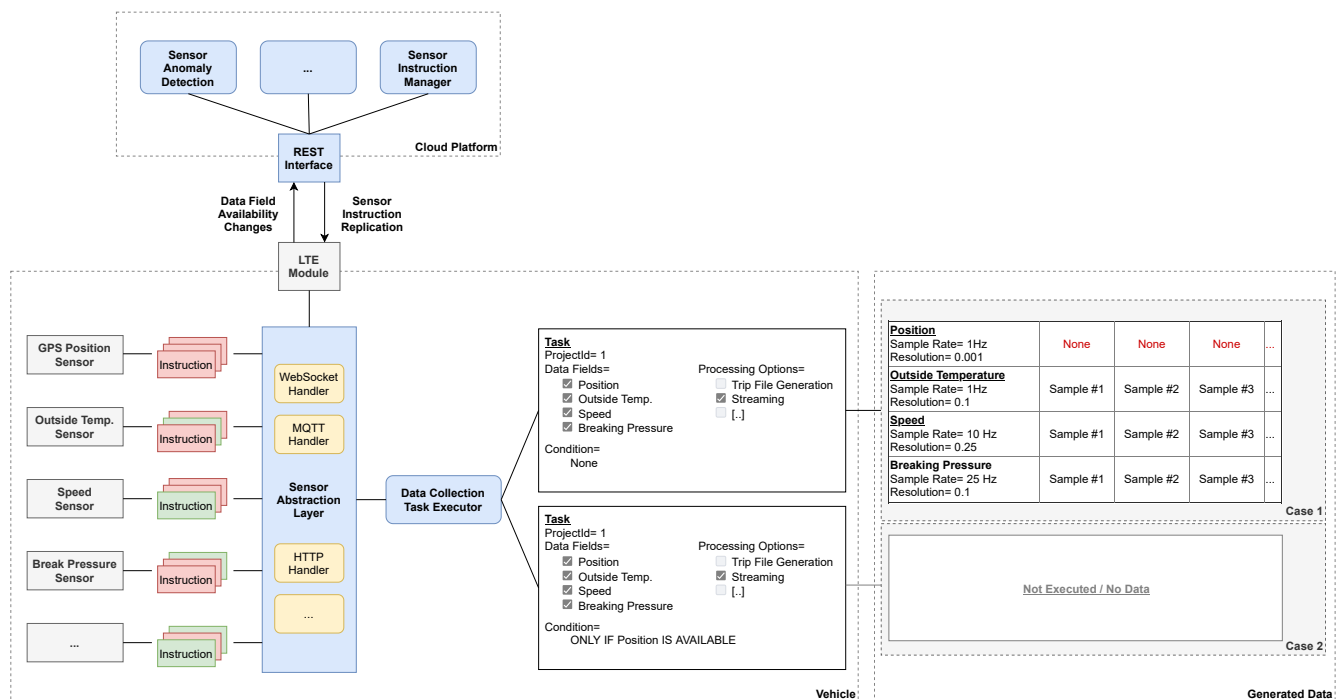 Sensor
Anomaly
Detection
...
Sensor
Instruction
Manager
REST
Interface
Cloud Platform
Data Field
Availability
Changes
Sensor
Instruction
Replication
LTE
Module
GPS Position
Sensor
Instruction
Outside Temp.
Sensor
Instruction
Speed
Sensor
Instruction
Break Pressure
Sensor
Instruction
...
Instruction
WebSocket
Handler
MQTT
Handler
Sensor
Abstraction
Layer
HTTP
Handler
...
Data Collection
Task Executor
Task
ProjectId= 1
Data Fields=
Position
Outside Temp.
Speed
Breaking Pressure
Processing Options=
Trip File Generation
Streaming
[..]
Condition=
None
Task
ProjectId= 1
Data Fields=
Position
Outside Temp.
Speed
Breaking Pressure
Processing Options=
Trip File Generation
Streaming
[..]
Condition=
ONLY IF Position IS AVAILABLE
Vehicle
Position
Sample Rate= 1Hz
Resolution= 0.001
None None None ...
Outside Temperature
Sample Rate= 1Hz
Resolution= 0.1
Sample #1 Sample #2 Sample #3 ...
Speed
Sample Rate= 10 Hz
Resolution= 0.25
Sample #1 Sample #2 Sample #3 ...
Breaking Pressure
Sample Rate= 25 Hz
Resolution= 0.1
Sample #1 Sample #2 Sample #3 ...
Case 1
Not Executed / No Data
Case 2
Generated Data